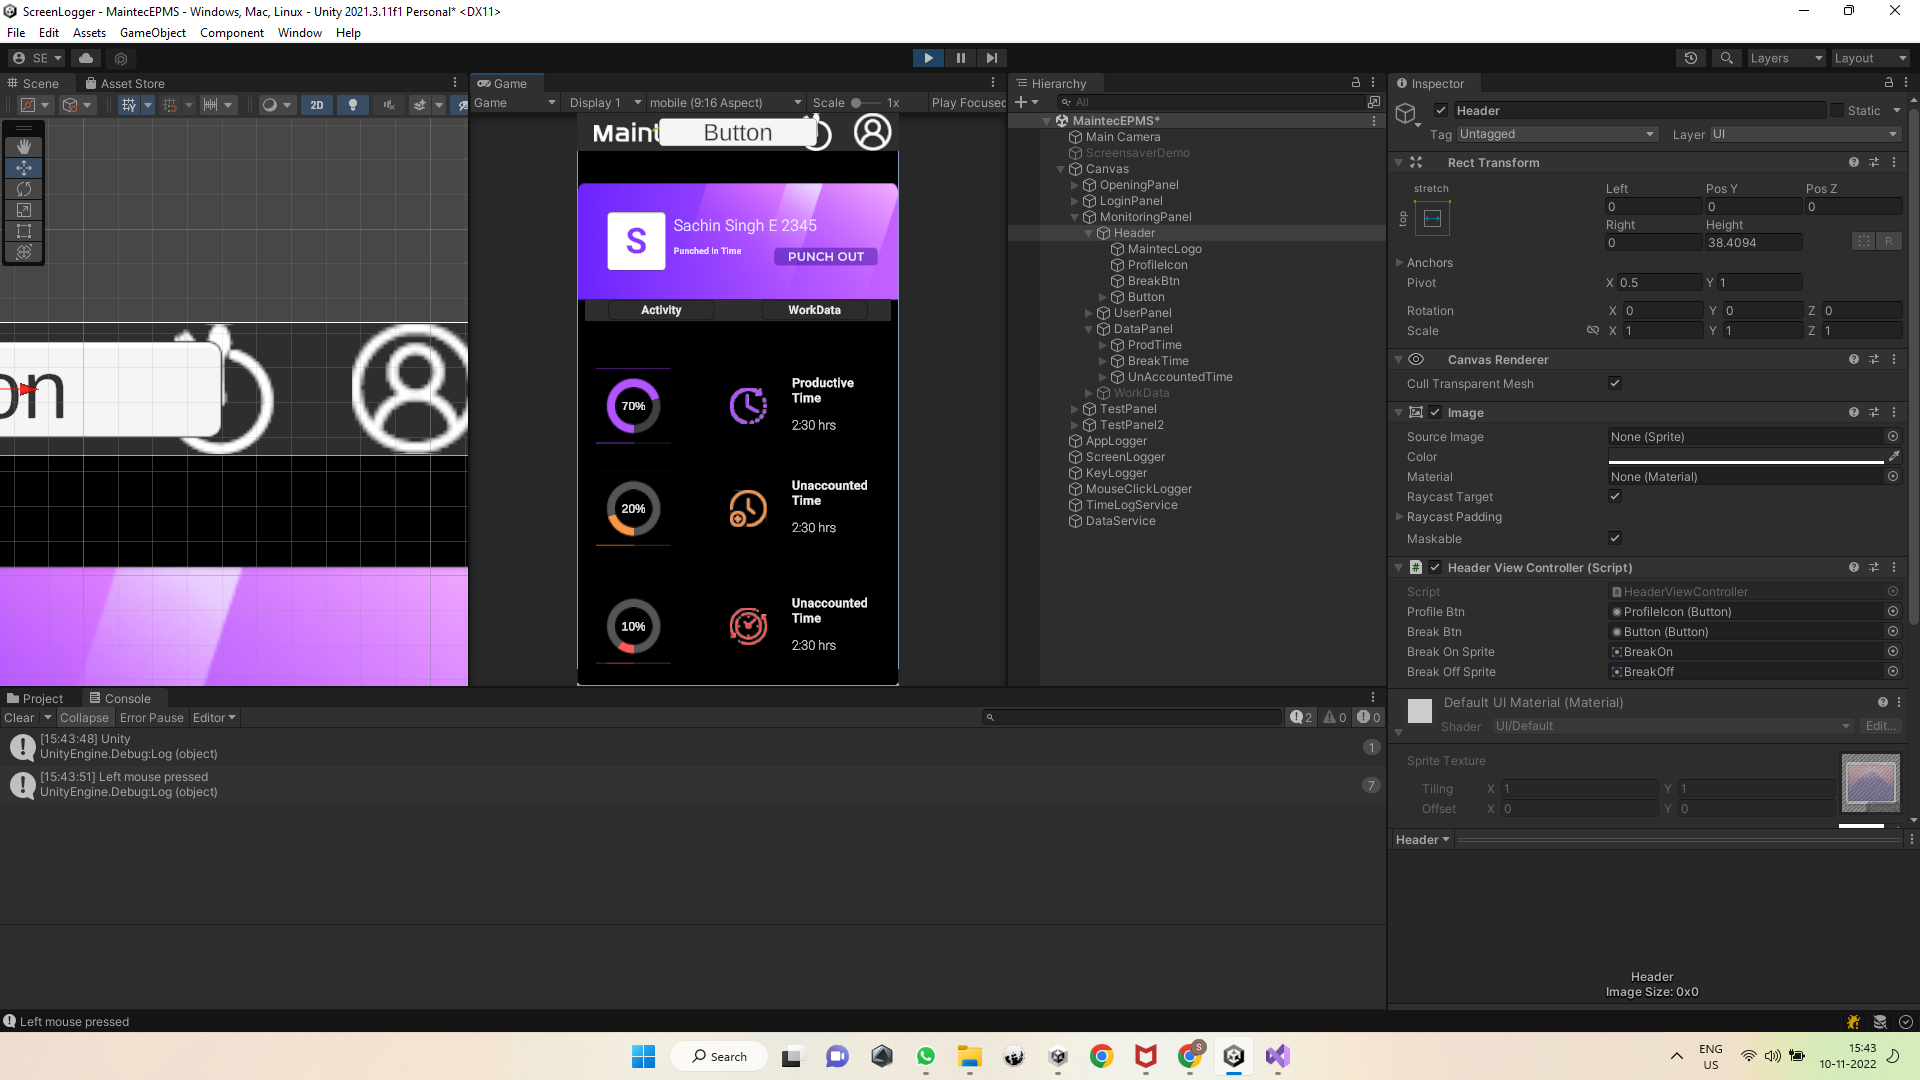 ScreenLogger - MaintecEPMS - Windows, Mac, Linux - Unity 2021.3.11f1 Personal* <DX11>
File Edit Assets GameObject Component Window Help
SE
Layers
Layout
Scene
Asset Store
2D
Game
Game
Display 1
mobile (9:16 Aspect)
Scale
1x
Play Focused
Maint
Button
Sachin Singh E 2345
S
Punched In Time
PUNCH OUT
Activity
WorkData
70%
Productive
Time
2:30 hrs
20%
Unaccounted
Time
2:30 hrs
10%
Unaccounted
Time
2:30 hrs
on
Hierarchy
All
MaintecEPMS*
Main Camera
ScreensaverDemo
Canvas
OpeningPanel
LoginPanel
MonitoringPanel
Header
MaintecLogo
ProfileIcon
BreakBtn
Button
UserPanel
DataPanel
ProdTime
BreakTime
UnAccountedTime
WorkData
TestPanel
TestPanel2
AppLogger
ScreenLogger
KeyLogger
MouseClickLogger
TimeLogService
DataService
Inspector
Header
Static
Tag Untagged
Layer UI
Rect Transform
stretch
top
Left Pos Y Pos Z
0 0 0
Right Height
0 38.4094
R
Anchors
Pivot X 0.5 Y 1
Rotation X 0 Y 0 Z 0
Scale X 1 Y 1 Z 1
Canvas Renderer
Cull Transparent Mesh
Image
Source Image None (Sprite)
Color
Material None (Material)
Raycast Target
Raycast Padding
Maskable
Header View Controller (Script)
Script HeaderViewController
Profile Btn ProfileIcon (Button)
Break Btn Button (Button)
Break On Sprite BreakOn
Break Off Sprite BreakOff
Default UI Material (Material)
Shader UI/Default Edit...
Sprite Texture
Tiling X 1 Y 1
Offset X 0 Y 0
Select
Header
Header
Image Size: 0x0
Project
Console
Clear Collapse Error Pause Editor
2 0 0
[15:43:48] Unity
UnityEngine.Debug:Log (object)
1
[15:43:51] Left mouse pressed
UnityEngine.Debug:Log (object)
7
Left mouse pressed
Search
S
ENG
US
15:43
10-11-2022